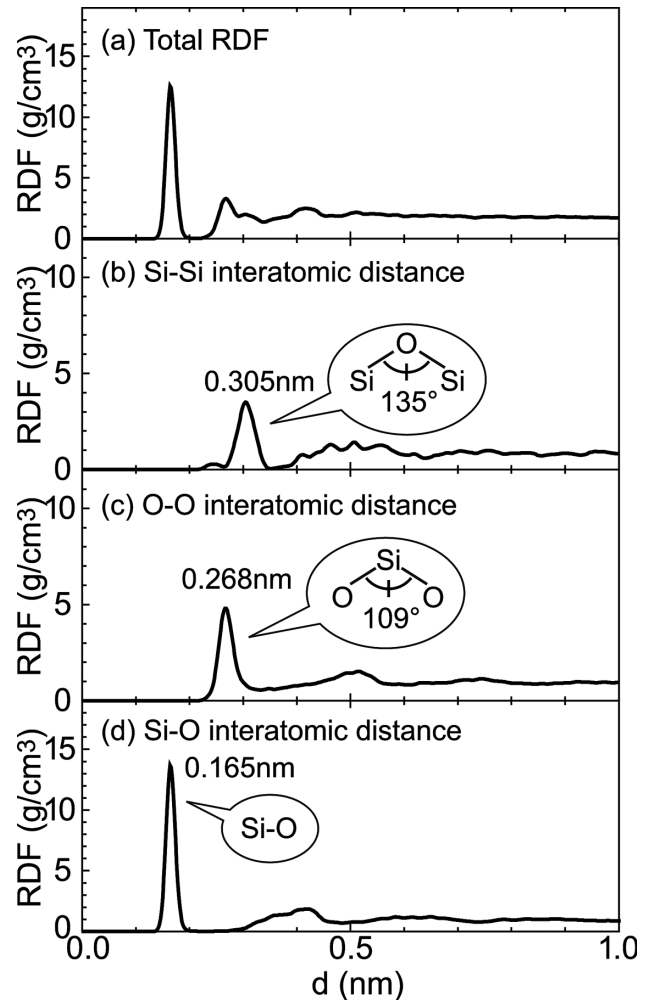 (a) Total RDF
RDF (g/cm3)
15
10
5
0
(b) Si-Si interatomic distance
RDF (g/cm3)
10
5
0
0.305nm
O
Si Si
135°
(c) O-O interatomic distance
RDF (g/cm3)
10
5
0
0.268nm
Si
O O
109°
(d) Si-O interatomic distance
RDF (g/cm3)
15
10
5
0
0.165nm
Si-O
0.0 0.5 1.0
d (nm)